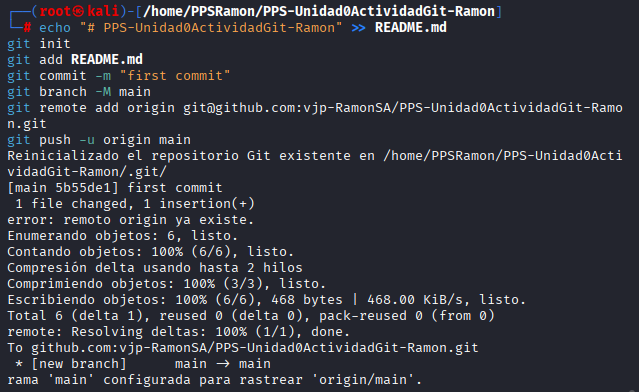 ┌──(root㉿kali)-[/home/PPSRamon/PPS-Unidad0ActividadGit-Ramon]
└─# echo "# PPS-Unidad0ActividadGit-Ramon" >> README.md
git init
git add README.md
git commit -m "first commit"
git branch -M main
git remote add origin git@github.com:vjp-RamonSA/PPS-Unidad0ActividadGit-Ramo
n.git
git push -u origin main
Reinicializado el repositorio Git existente en /home/PPSRamon/PPS-Unidad0Acti
vidadGit-Ramon/.git/
[main 5b55de1] first commit
 1 file changed, 1 insertion(+)
error: remoto origin ya existe.
Enumerando objetos: 6, listo.
Contando objetos: 100% (6/6), listo.
Compresión delta usando hasta 2 hilos
Comprimiendo objetos: 100% (3/3), listo.
Escribiendo objetos: 100% (6/6), 468 bytes | 468.00 KiB/s, listo.
Total 6 (delta 1), reused 0 (delta 0), pack-reused 0 (from 0)
remote: Resolving deltas: 100% (1/1), done.
To github.com:vjp-RamonSA/PPS-Unidad0ActividadGit-Ramon.git
 * [new branch]      main -> main
rama 'main' configurada para rastrear 'origin/main'.